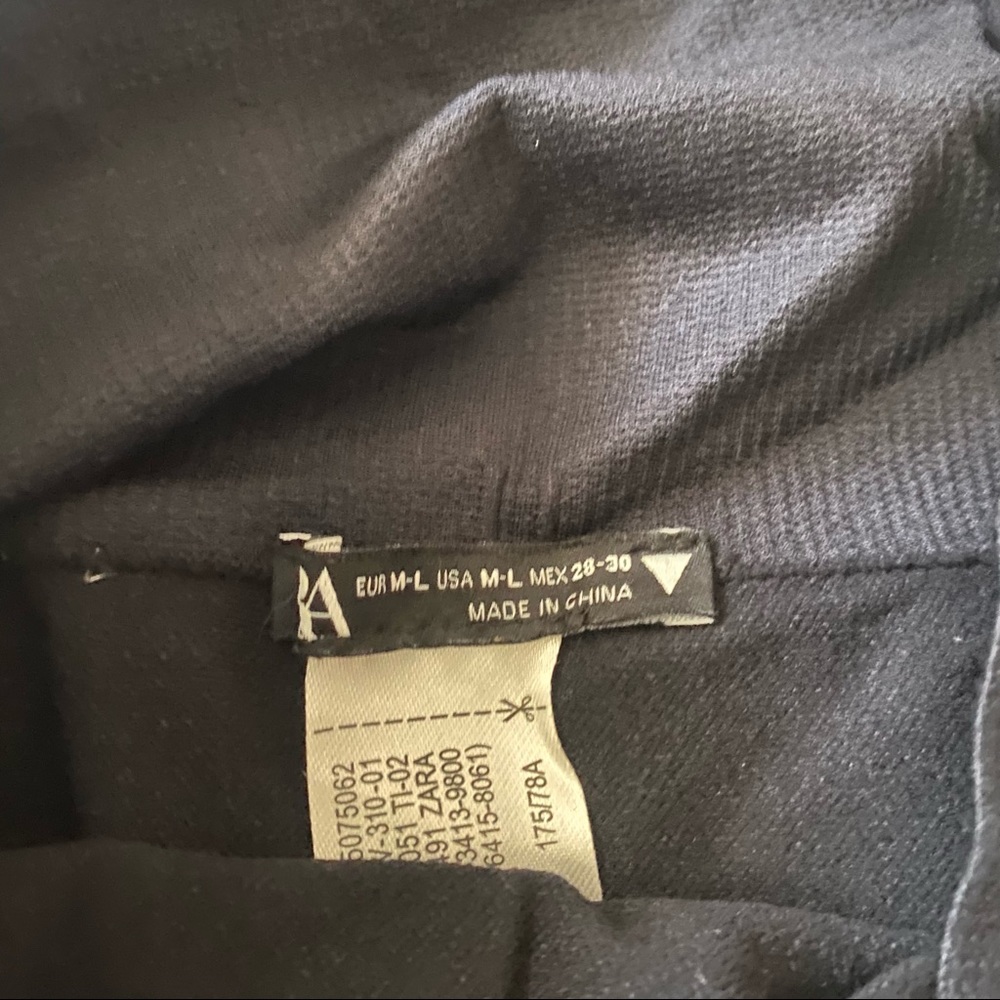 RA
EUR M-L USA M-L MEX 28-30
MADE IN CHINA
5075062
V-310-01
051 TI-02
491 ZARA
3413-9800
6415-8061)
175/78A